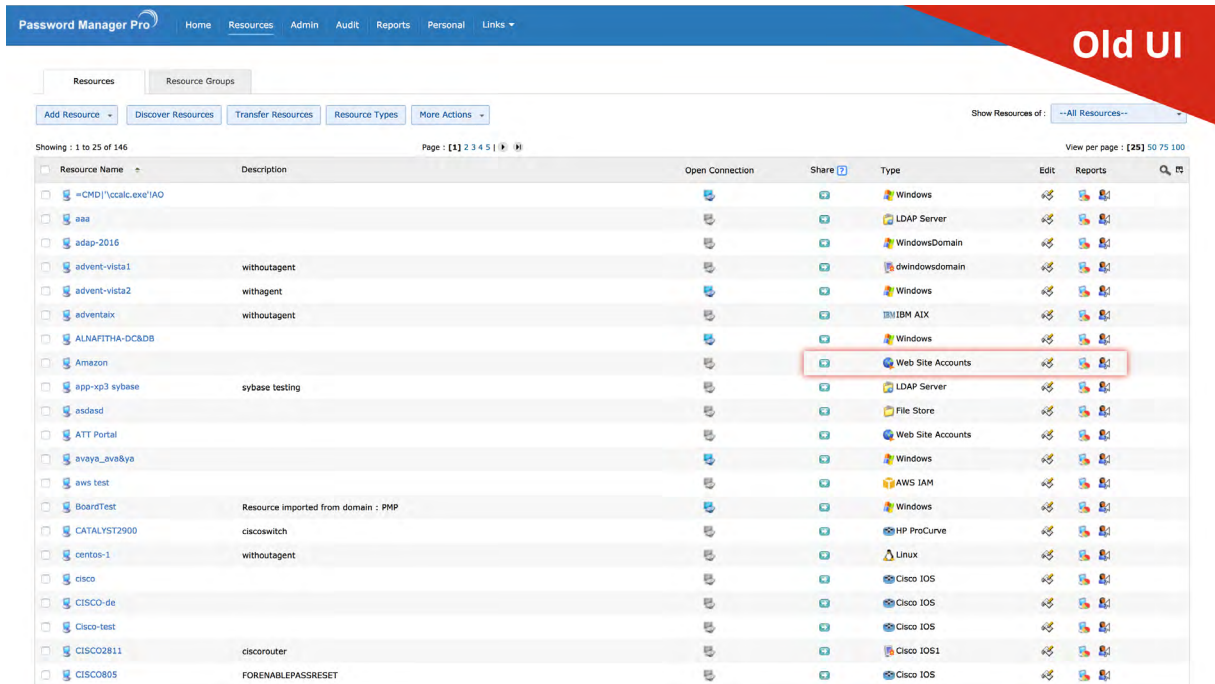 Password Manager Pro Home Resources Admin Audit Reports Personal Links
Old UI
Resources Resource Groups
Add Resource Discover Resources Transfer Resources Resource Types More Actions Show Resources of : --All Resources--
Showing : 1 to 25 of 146 Page : [1] 2 3 4 5 | View per page : [25] 50 75 100
Resource Name Description Open Connection Share [?] Type Edit Reports
=CMD|'\ccalc.exe'!AO Windows
aaa LDAP Server
adap-2016 WindowsDomain
advent-vista1 withoutagent dwindowsdomain
advent-vista2 withagent Windows
adventaix withoutagent IBM IBM AIX
ALNAFITHA-DC&DB Windows
Amazon Web Site Accounts
app-xp3 sybase sybase testing LDAP Server
asdasd File Store
ATT Portal Web Site Accounts
avaya_ava&ya Windows
aws test AWS IAM
BoardTest Resource imported from domain : PMP Windows
CATALYST2900 ciscoswitch HP ProCurve
centos-1 withoutagent Linux
cisco Cisco IOS
CISCO-de Cisco IOS
Cisco-test Cisco IOS
CISCO2811 ciscorouter Cisco IOS1
CISCO805 FORENABLEPASSRESET Cisco IOS